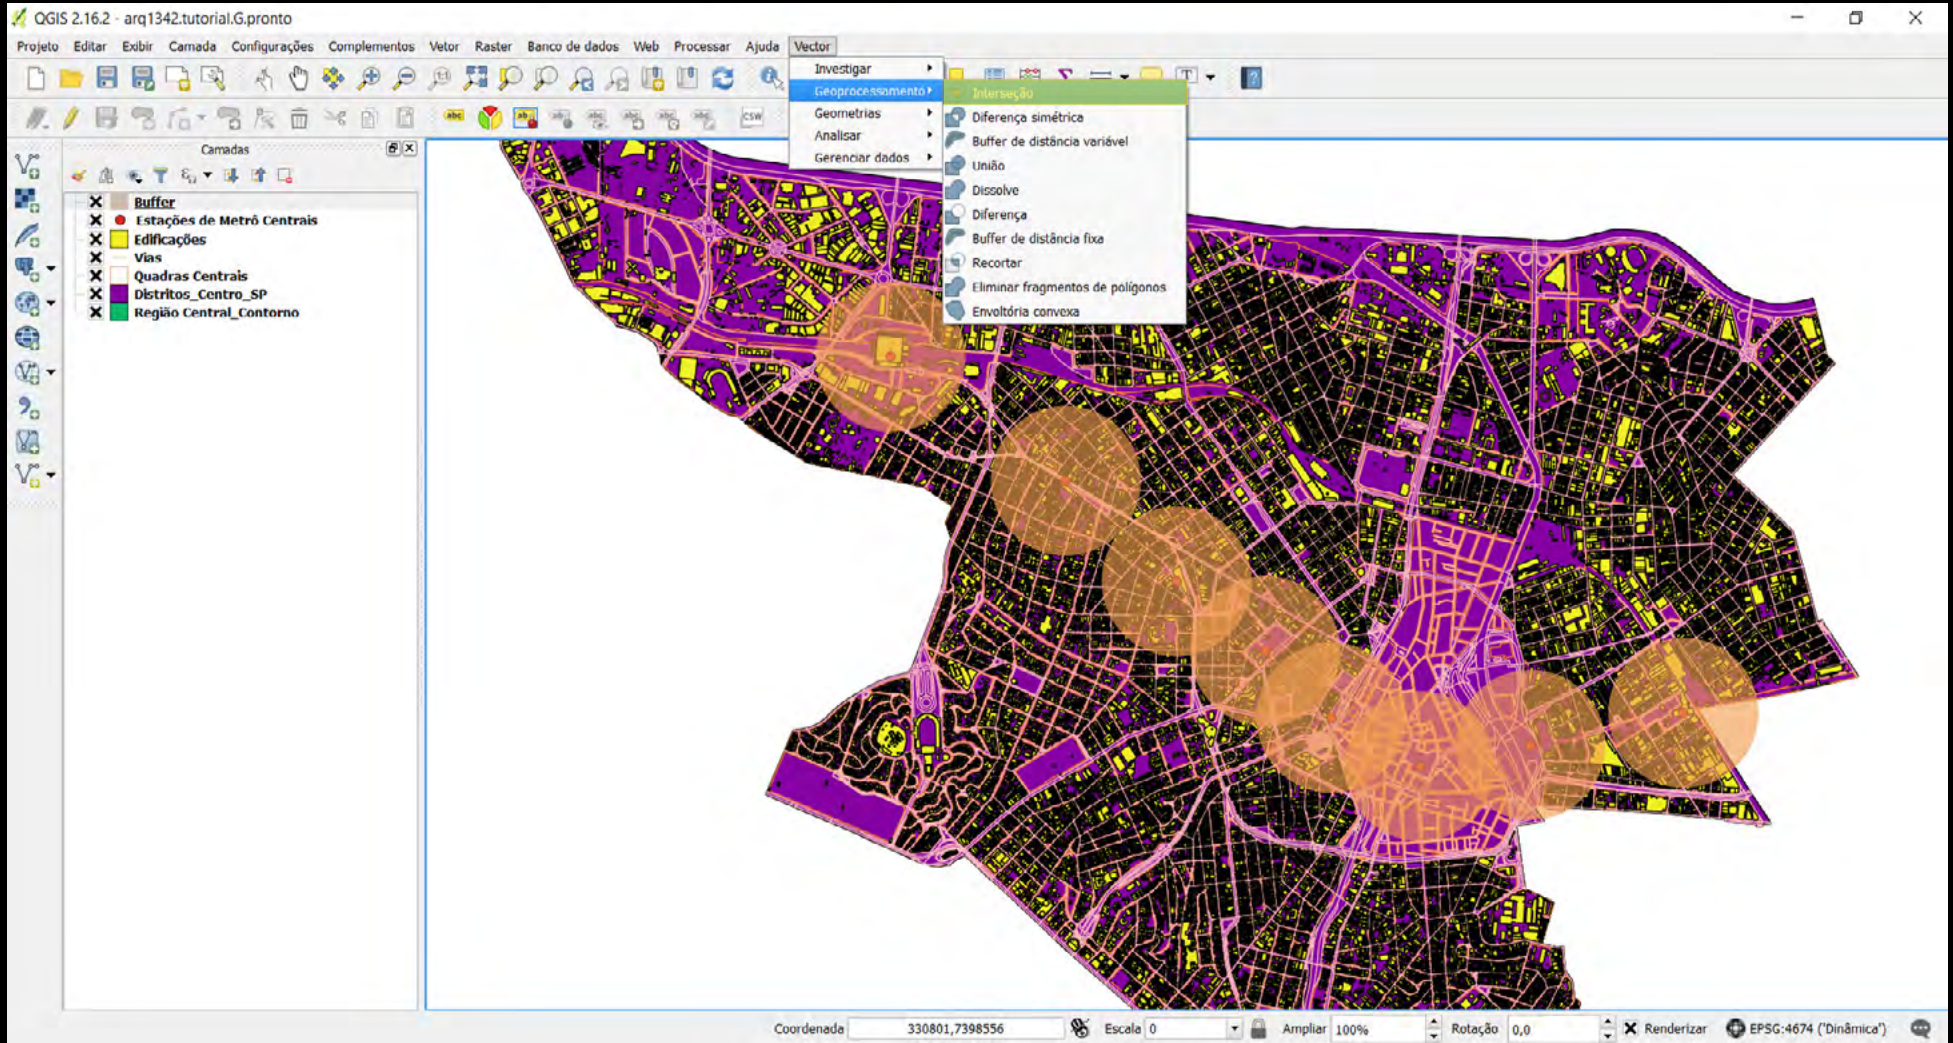 QGIS 2.16.2 - arq1342.tutorial.G.pronto
Projeto Editar Exibir Camada Configurações Complementos Vetor Raster Banco de dados Web Processar Ajuda Vector
Investigar
Geoprocessamento
Geometrias
Analisar
Gerenciar dados
Interseção
Diferença simétrica
Buffer de distância variável
União
Dissolve
Diferença
Buffer de distância fixa
Recortar
Eliminar fragmentos de polígonos
Envoltória convexa
abc
CSW
Camadas
Buffer
Estações de Metrô Centrais
Edificações
Vias
Quadras Centrais
Distritos_Centro_SP
Região Central_Contorno
Coordenada 330801,7398556 Escala 0 Ampliar 100% Rotação 0,0 Renderizar EPSG:4674 ('Dinâmica')